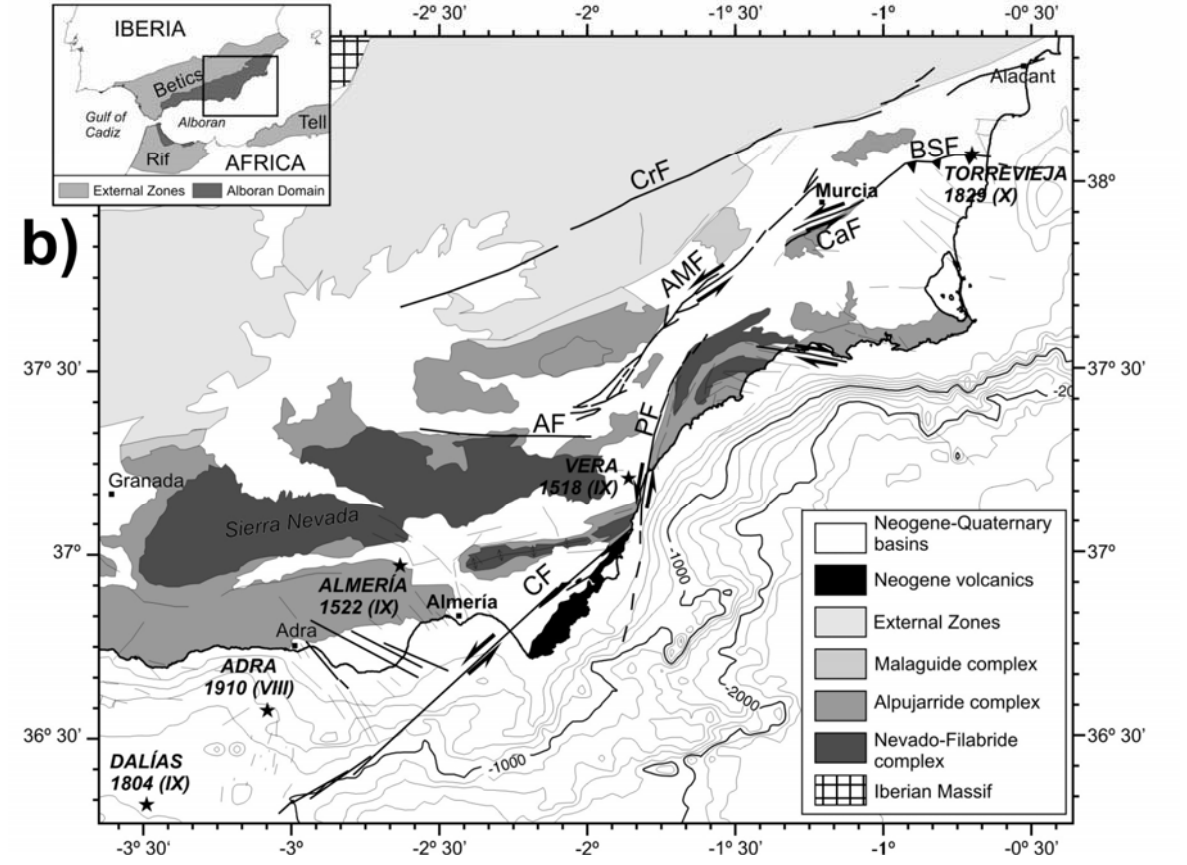 -2° 30'
-2°
-1° 30'
-1°
-0° 30'
IBERIA
Betics
Gulf of
Cadiz
Alboran
Tell
Rif
AFRICA
External Zones
Alboran Domain
b)
Alacant
CrF
BSF
TORREVIEJA
1829 (X)
38°
Murcia
CaF
AMF
37° 30'
37° 30'
AF
PF
VERA
1518 (IX)
Granada
Sierra Nevada
37°
37°
CF
ALMERÍA
1522 (IX)
Almería
Adra
ADRA
1910 (VIII)
DALÍAS
1804 (IX)
36° 30'
36° 30'
-1000
-2000
-1000
-20
Neogene-Quaternary
basins
Neogene volcanics
External Zones
Malaguide complex
Alpujarride complex
Nevado-Filabride
complex
Iberian Massif
-3° 30'
-3°
-2° 30'
-2°
-1° 30'
-1°
-0° 30'